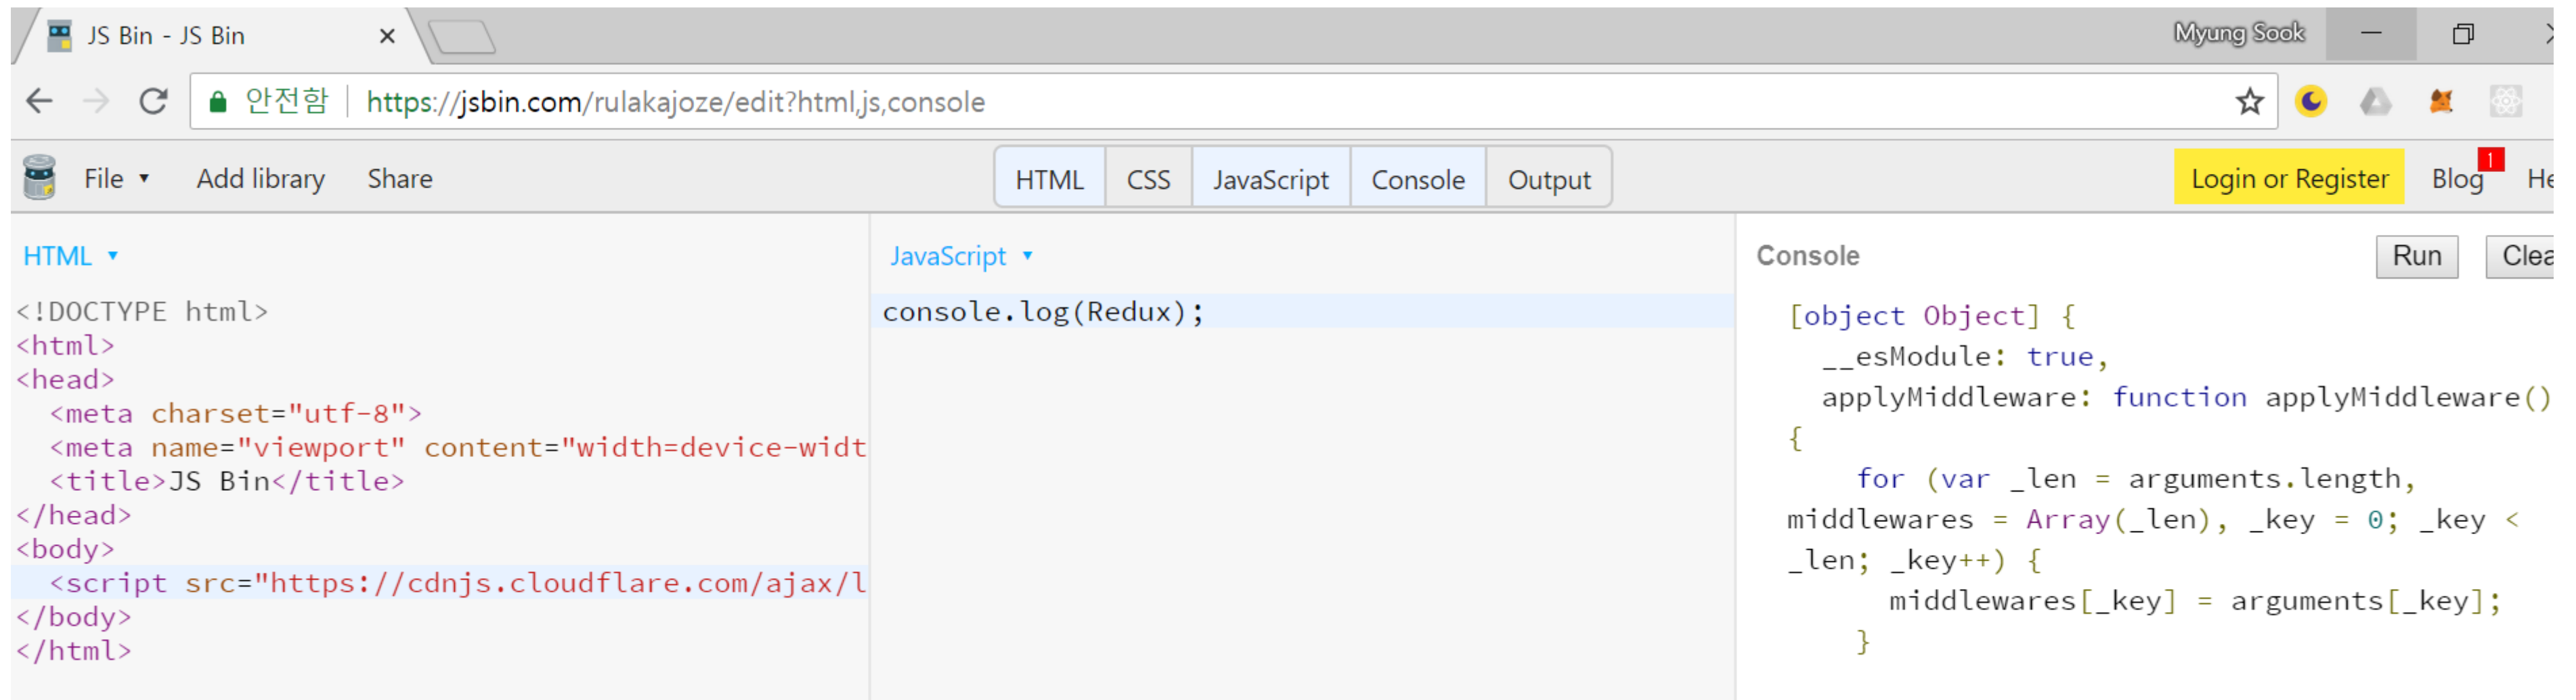 JS Bin - JS Bin
Myung Sook
안전함 https://jsbin.com/rulakajoze/edit?html,js,console
File Add library Share HTML CSS JavaScript Console Output Login or Register Blog 1
HTML
<!DOCTYPE html>
<html>
<head>
<meta charset="utf-8">
<meta name="viewport" content="width=device-widt
<title>JS Bin</title>
</head>
<body>
<script src="https://cdnjs.cloudflare.com/ajax/l
</body>
</html>
JavaScript
console.log(Redux);
Console Run Clea
[object Object] {
__esModule: true,
applyMiddleware: function applyMiddleware()
{
for (var _len = arguments.length,
middlewares = Array(_len), _key = 0; _key <
_len; _key++) {
middlewares[_key] = arguments[_key];
}